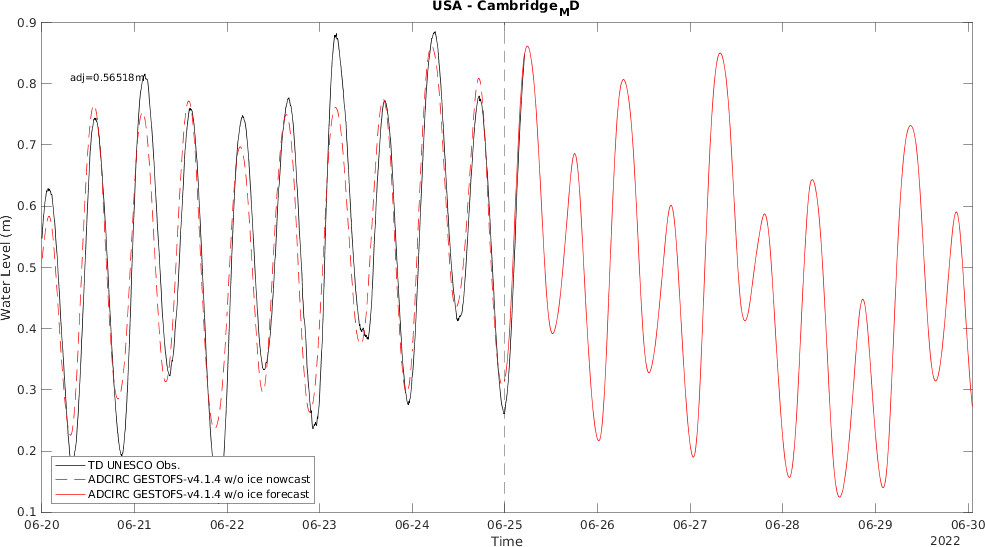 USA - Cambridge_MD
adj=0.56518m
Water Level (m)
0.9
0.8
0.7
0.6
0.5
0.4
0.3
0.2
0.1
TD UNESCO Obs.
ADCIRC GESTOFS-v4.1.4 w/o ice nowcast
ADCIRC GESTOFS-v4.1.4 w/o ice forecast
06-20 06-21 06-22 06-23 06-24 06-25 06-26 06-27 06-28 06-29 06-30
Time
2022